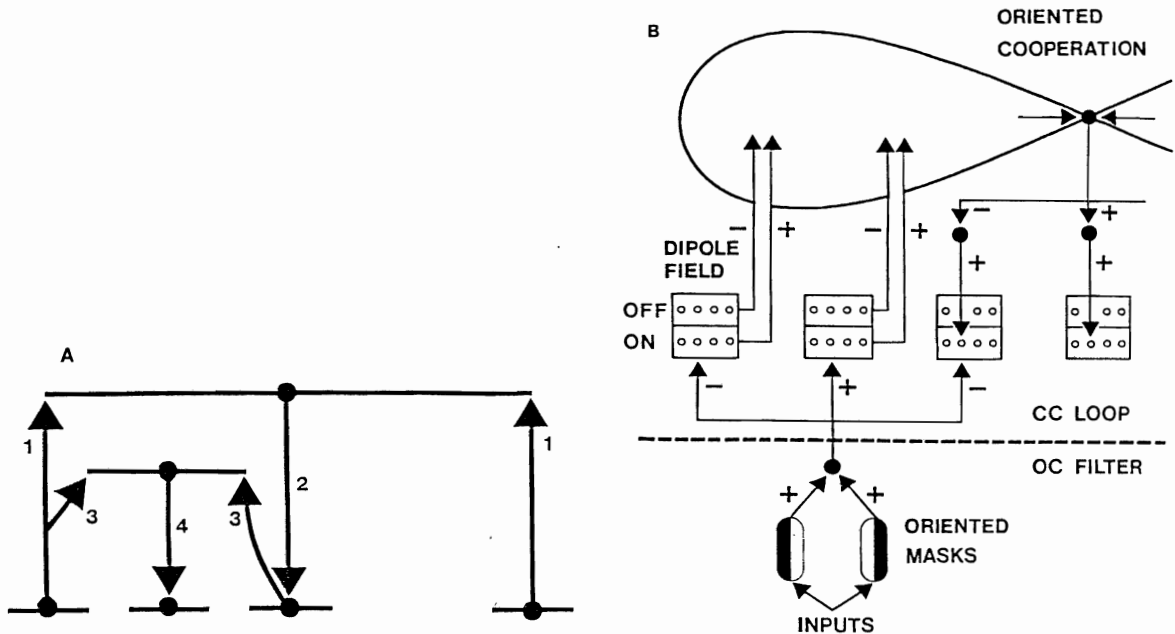 A
1
3
4
3
2
1
B
ORIENTED
COOPERATION
− + − + − +
DIPOLE
FIELD
+ +
OFF
ON
− + −
CC LOOP
OC FILTER
+ +
ORIENTED
MASKS
INPUTS